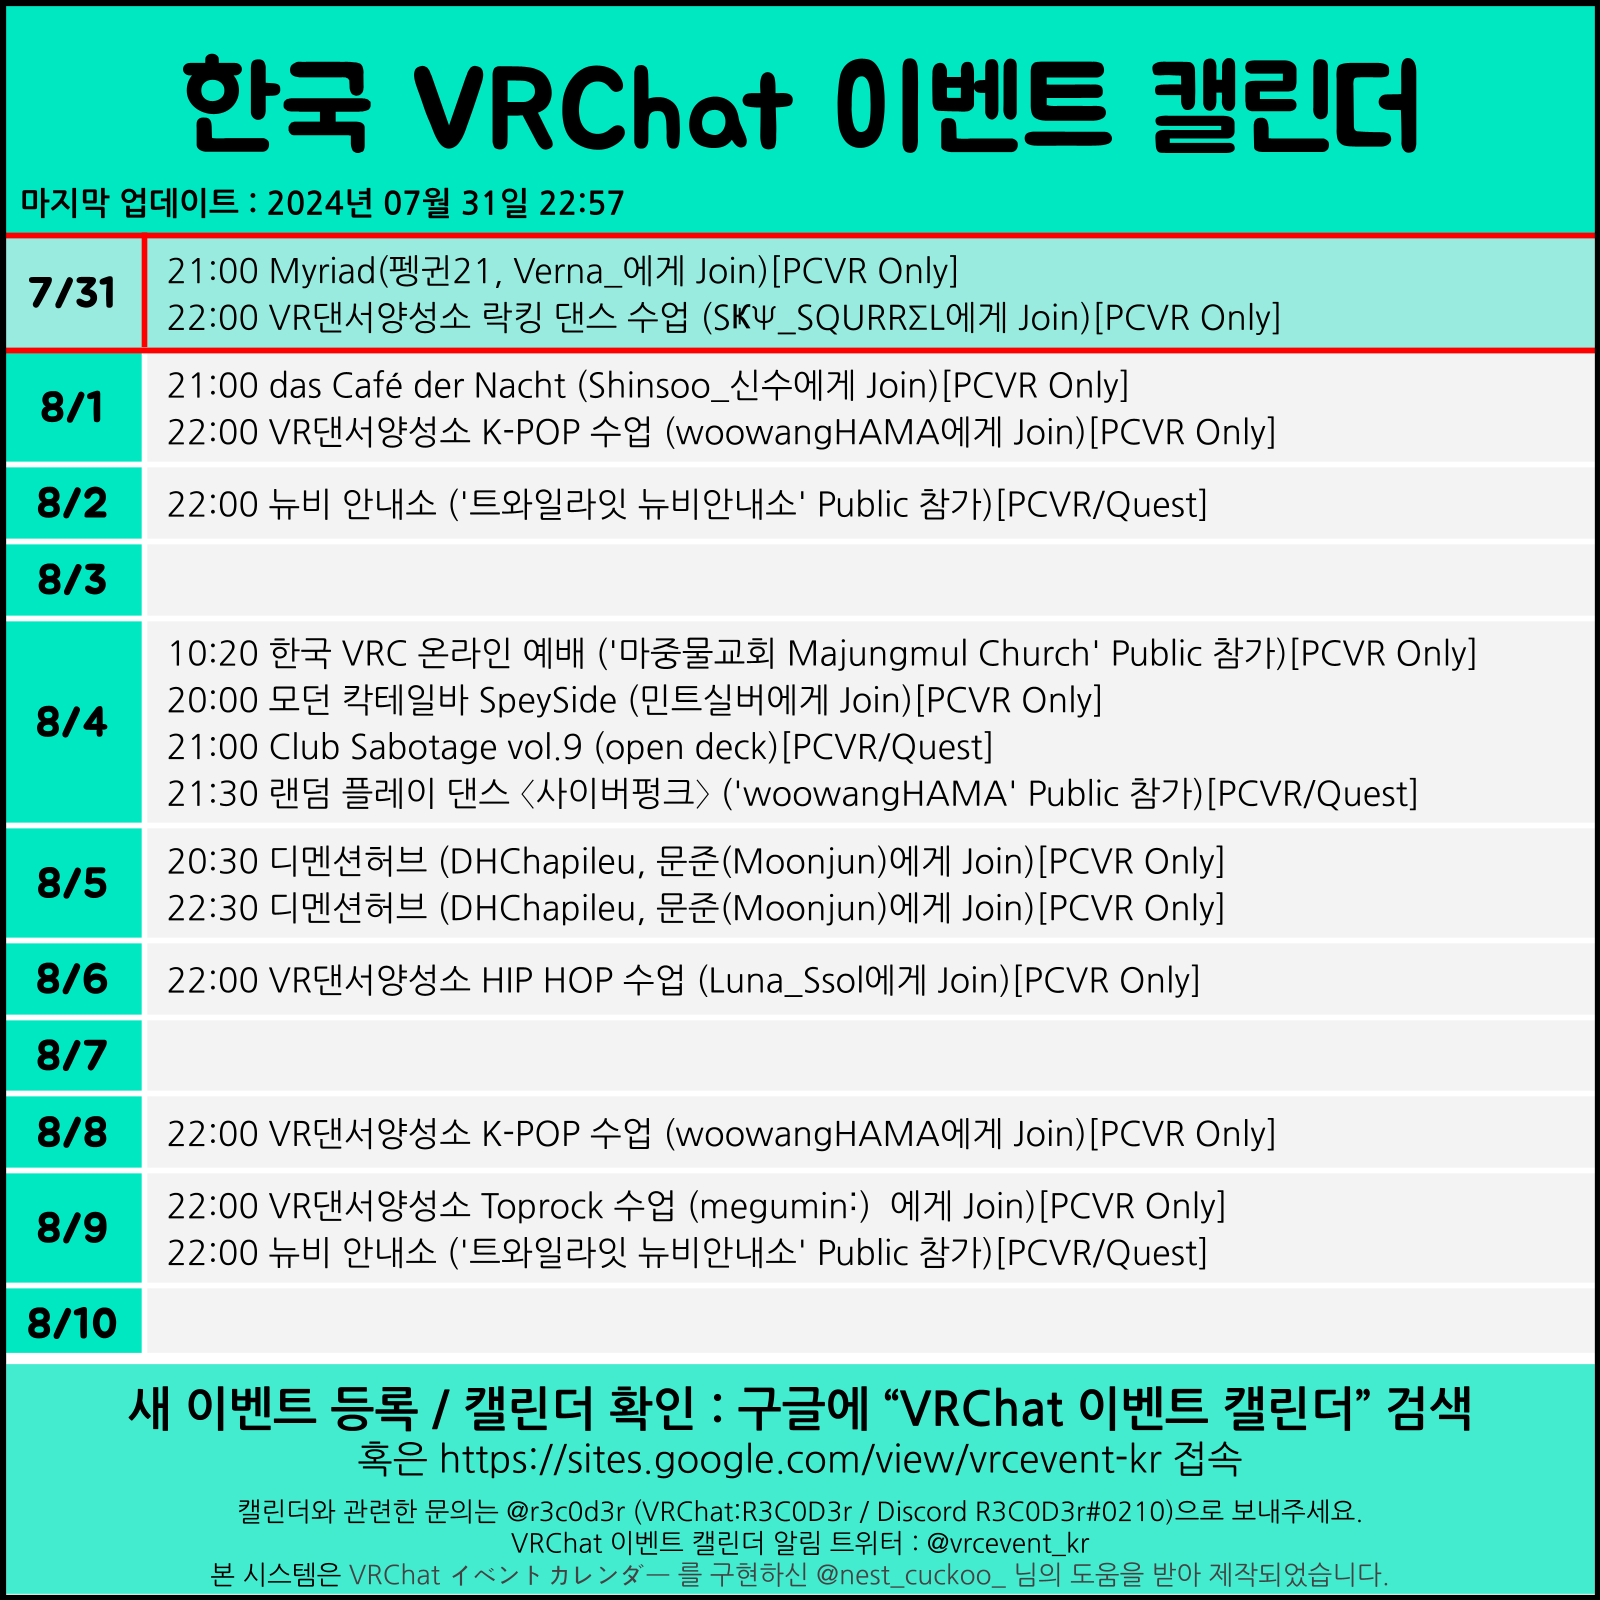 한국 VRChat 이벤트 캘린더
마지막 업데이트 : 2024년 07월 31일 22:57
7/31
21:00 Myriad(펭귄21, Verna_에게 Join)[PCVR Only]
22:00 VR댄서양성소 락킹 댄스 수업 (SҜΨ_SQURRΣL에게 Join)[PCVR Only]
8/1
21:00 das Café der Nacht (Shinsoo_신수에게 Join)[PCVR Only]
22:00 VR댄서양성소 K-POP 수업 (woowangHAMA에게 Join)[PCVR Only]
8/2
22:00 뉴비 안내소 ('트와일라잇 뉴비안내소' Public 참가)[PCVR/Quest]
8/3
8/4
10:20 한국 VRC 온라인 예배 ('마중물교회 Majungmul Church' Public 참가)[PCVR Only]
20:00 모던 칵테일바 SpeySide (민트실버에게 Join)[PCVR Only]
21:00 Club Sabotage vol.9 (open deck)[PCVR/Quest]
21:30 랜덤 플레이 댄스 〈사이버펑크〉 ('woowangHAMA' Public 참가)[PCVR/Quest]
8/5
20:30 디멘션허브 (DHChapileu, 문준(Moonjun)에게 Join)[PCVR Only]
22:30 디멘션허브 (DHChapileu, 문준(Moonjun)에게 Join)[PCVR Only]
8/6
22:00 VR댄서양성소 HIP HOP 수업 (Luna_Ssol에게 Join)[PCVR Only]
8/7
8/8
22:00 VR댄서양성소 K-POP 수업 (woowangHAMA에게 Join)[PCVR Only]
8/9
22:00 VR댄서양성소 Toprock 수업 (megumin:) 에게 Join)[PCVR Only]
22:00 뉴비 안내소 ('트와일라잇 뉴비안내소' Public 참가)[PCVR/Quest]
8/10
새 이벤트 등록 / 캘린더 확인 : 구글에 “VRChat 이벤트 캘린더” 검색
혹은 https://sites.google.com/view/vrcevent-kr 접속
캘린더와 관련한 문의는 @r3c0d3r (VRChat:R3C0D3r / Discord R3C0D3r#0210)으로 보내주세요.
VRChat 이벤트 캘린더 알림 트위터 : @vrcevent_kr
본 시스템은 VRChat イベントカレンダー 를 구현하신 @nest_cuckoo_ 님의 도움을 받아 제작되었습니다.